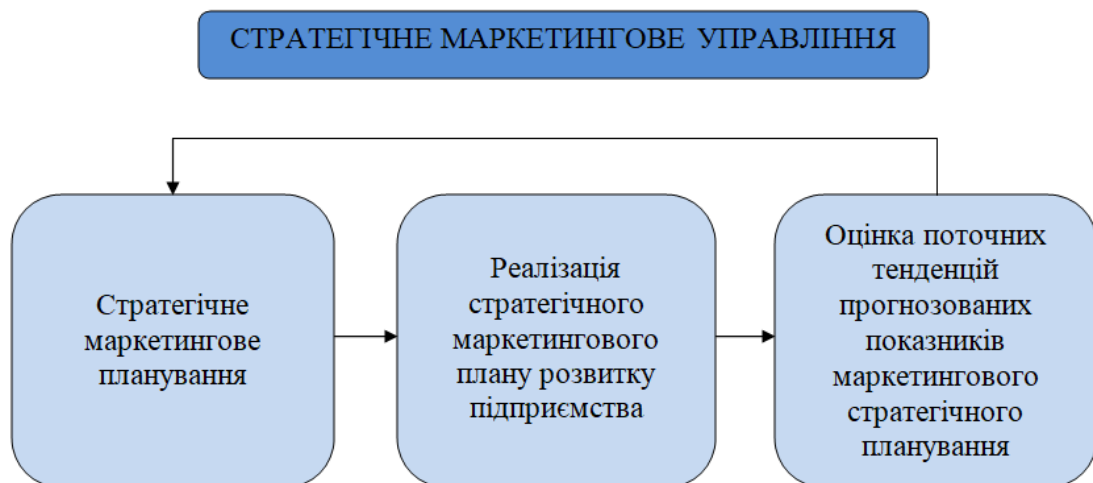 СТРАТЕГІЧНЕ МАРКЕТИНГОВЕ УПРАВЛІННЯ
Стратегічне
маркетингове
планування
Реалізація
стратегічного
маркетингового
плану розвитку
підприємства
Оцінка поточних
тенденцій
прогнозованих
показників
маркетингового
стратегічного
планування